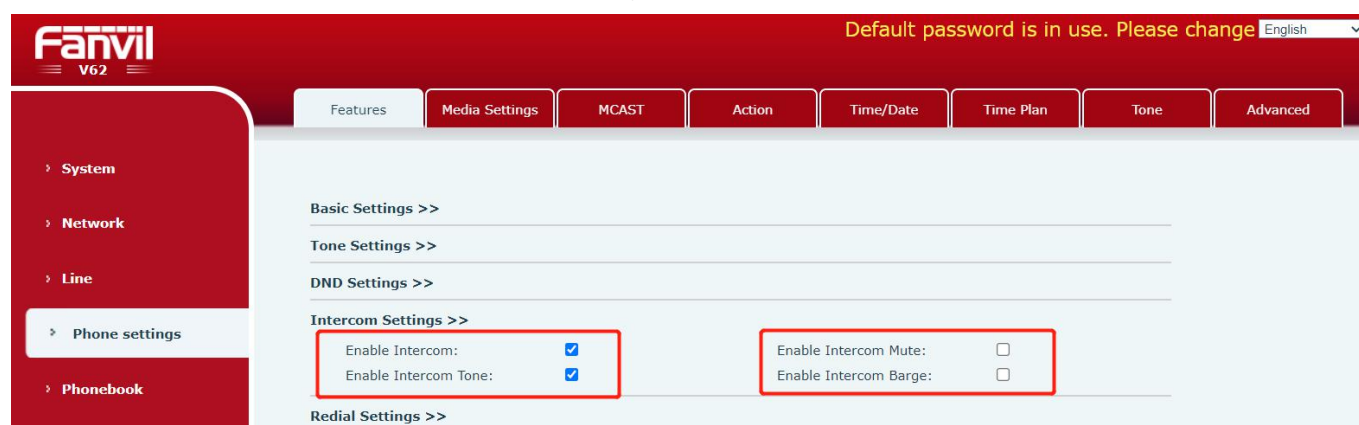 Default password is in use. Please change English
Fanvil
V62
Features Media Settings MCAST Action Time/Date Time Plan Tone Advanced
› System
Basic Settings >>
› Network
Tone Settings >>
› Line
DND Settings >>
Intercom Settings >>
› Phone settings
Enable Intercom: Enable Intercom Mute:
Enable Intercom Tone: Enable Intercom Barge:
› Phonebook
Redial Settings >>